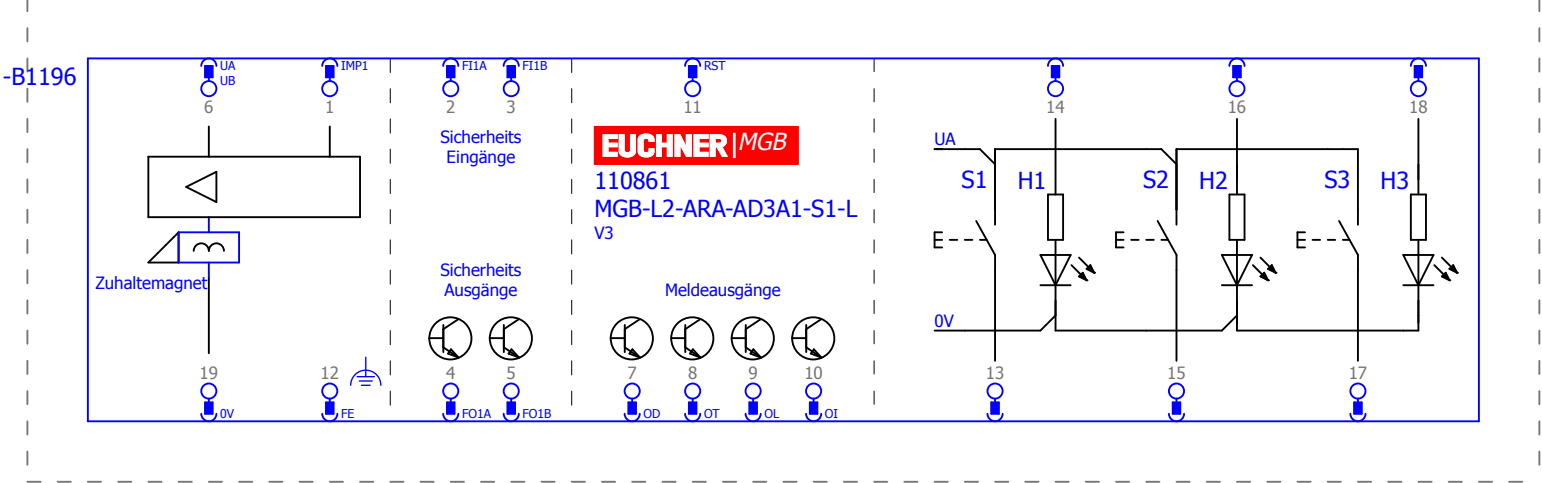 -B1196
UA
UB
6
IMP1
1
FI1A
2
FI1B
3
RST
11
14
16
18
Sicherheits
Eingänge
EUCHNER|MGB
110861
MGB-L2-ARA-AD3A1-S1-L
V3
UA
S1
H1
S2
H2
S3
H3
E
E
E
Zuhaltemagnet
Sicherheits
Ausgänge
Meldeausgänge
0V
19
0V
12
FE
4
FO1A
5
FO1B
7
OD
8
OT
9
OL
10
OI
13
15
17